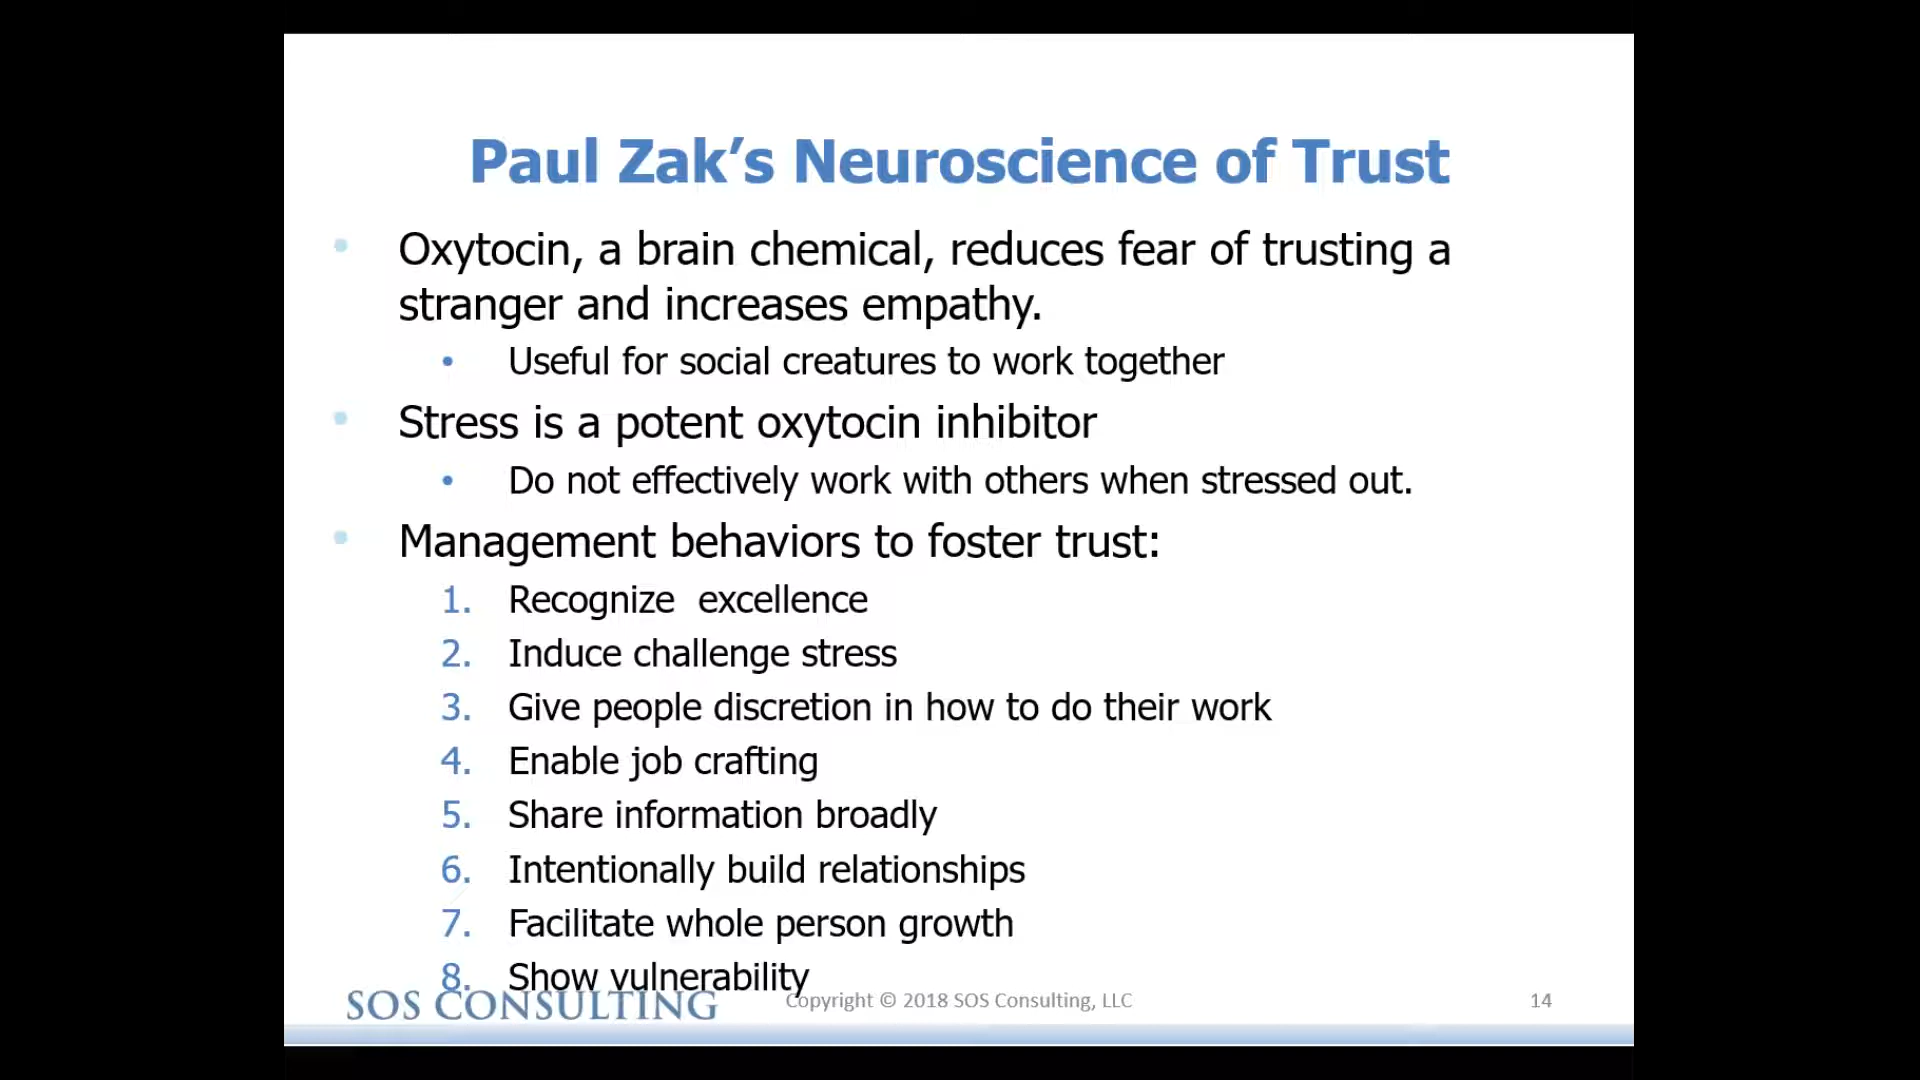 Paul Zak’s Neuroscience of Trust
• Oxytocin, a brain chemical, reduces fear of trusting a
stranger and increases empathy.
• Useful for social creatures to work together
• Stress is a potent oxytocin inhibitor
• Do not effectively work with others when stressed out.
• Management behaviors to foster trust:
1. Recognize  excellence
2. Induce challenge stress
3. Give people discretion in how to do their work
4. Enable job crafting
5. Share information broadly
6. Intentionally build relationships
7. Facilitate whole person growth
8. Show vulnerability
SOS CONSULTING
Copyright © 2018 SOS Consulting, LLC
14